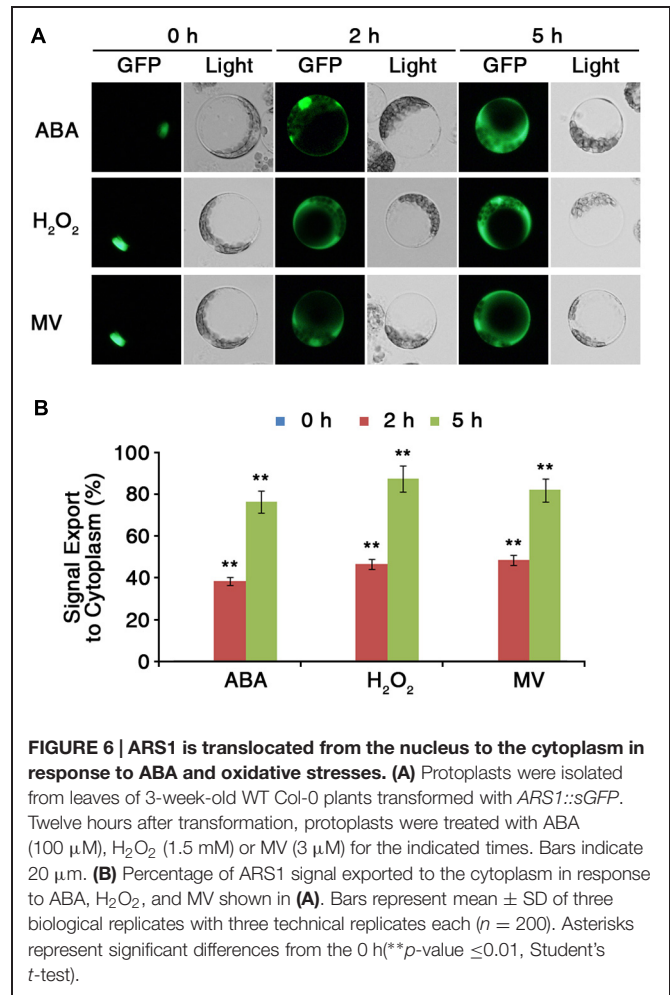 A
0 h 2 h 5 h
GFP Light GFP Light GFP Light
ABA
H₂O₂
MV
B
0 h 2 h 5 h
Signal Export
to Cytoplasm (%)
100
80
60
40
20
0
** ** ** ** ** **
ABA H₂O₂ MV
FIGURE 6 | ARS1 is translocated from the nucleus to the cytoplasm in
response to ABA and oxidative stresses. (A) Protoplasts were isolated
from leaves of 3-week-old WT Col-0 plants transformed with ARS1::sGFP.
Twelve hours after transformation, protoplasts were treated with ABA
(100 μM), H₂O₂ (1.5 mM) or MV (3 μM) for the indicated times. Bars indicate
20 μm. (B) Percentage of ARS1 signal exported to the cytoplasm in response
to ABA, H₂O₂, and MV shown in (A). Bars represent mean ± SD of three
biological replicates with three technical replicates each (n = 200). Asterisks
represent significant differences from the 0 h(**p-value ≤0.01, Student's
t-test).